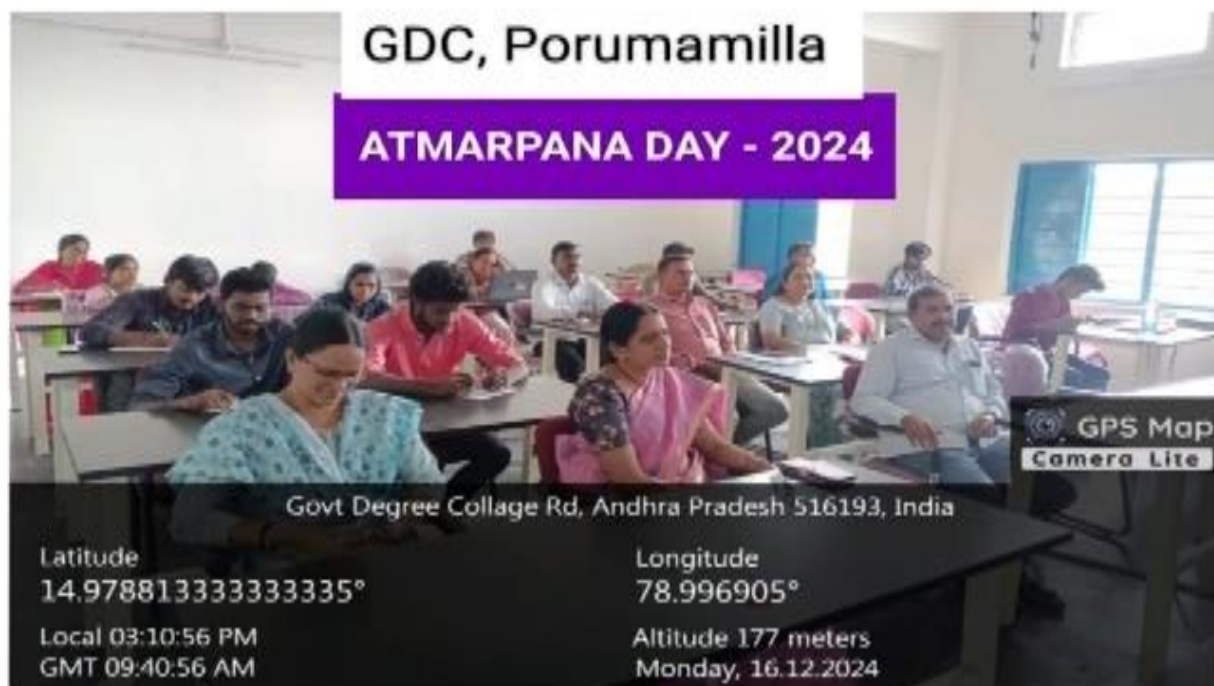 GDC, Porumamilla
ATMARPANA DAY - 2024
GPS Map
Camera Lite
Govt Degree Collage Rd, Andhra Pradesh 516193, India
Latitude
14.978813333333335°
Longitude
78.996905°
Local 03:10:56 PM
GMT 09:40:56 AM
Altitude 177 meters
Monday, 16.12.2024